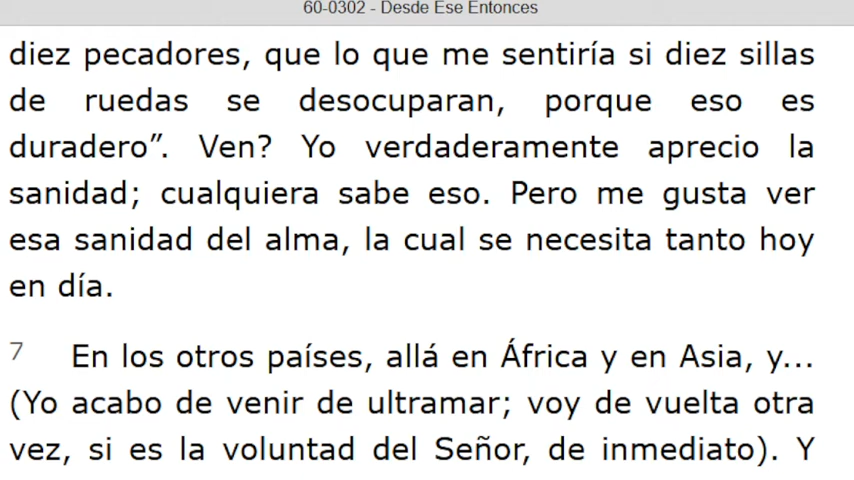 60-0302 - Desde Ese Entonces
diez pecadores, que lo que me sentiría si diez sillas
de ruedas se desocuparan, porque eso es
duradero”. Ven? Yo verdaderamente aprecio la
sanidad; cualquiera sabe eso. Pero me gusta ver
esa sanidad del alma, la cual se necesita tanto hoy
en día.
7 En los otros países, allá en África y en Asia, y...
(Yo acabo de venir de ultramar; voy de vuelta otra
vez, si es la voluntad del Señor, de inmediato). Y